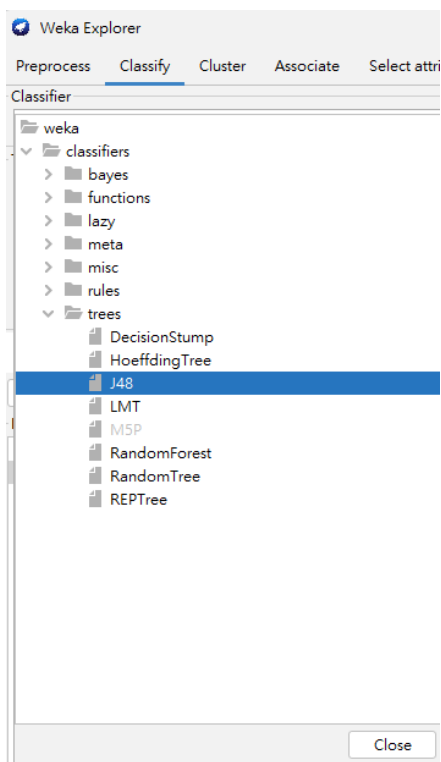 Weka Explorer
Preprocess Classify Cluster Associate Select attri
Classifier
weka
classifiers
bayes
functions
lazy
meta
misc
rules
trees
DecisionStump
HoeffdingTree
J48
LMT
M5P
RandomForest
RandomTree
REPTree
Close